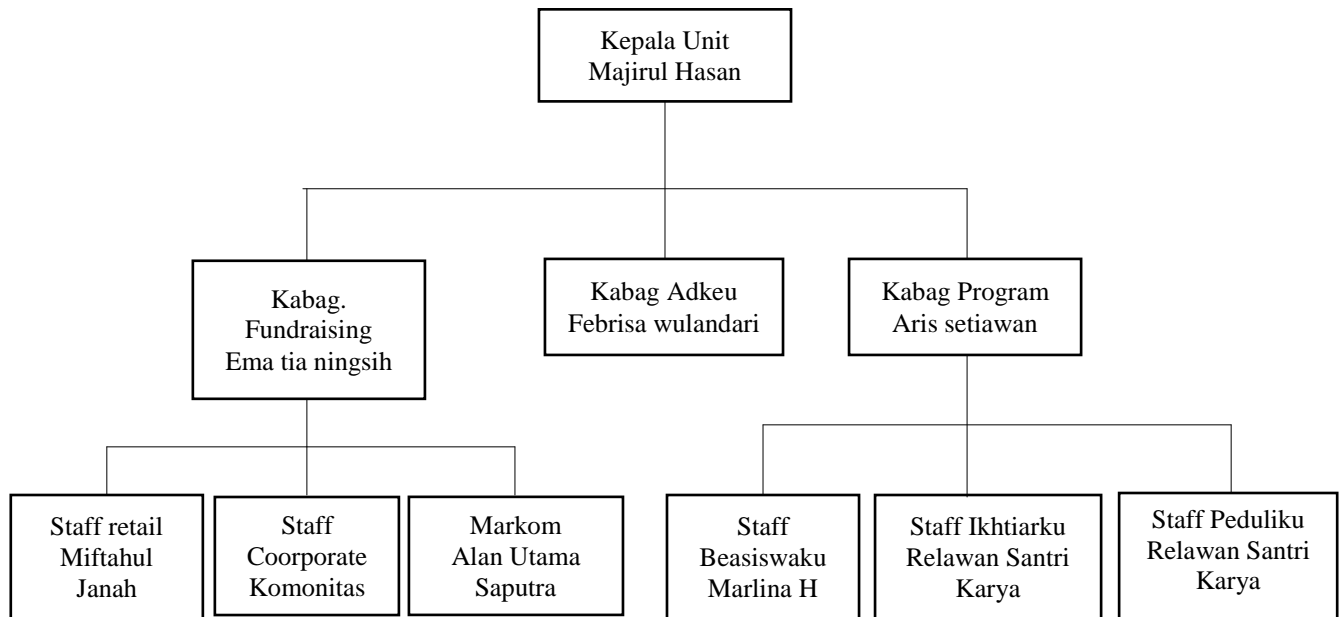 Kepala Unit
Majirul Hasan
Kabag.
Fundraising
Ema tia ningsih
Kabag Adkeu
Febrisa wulandari
Kabag Program
Aris setiawan
Staff retail
Miftahul
Janah
Staff
Coorporate
Komonitas
Markom
Alan Utama
Saputra
Staff
Beasiswaku
Marlina H
Staff Ikhtiarku
Relawan Santri
Karya
Staff Peduliku
Relawan Santri
Karya